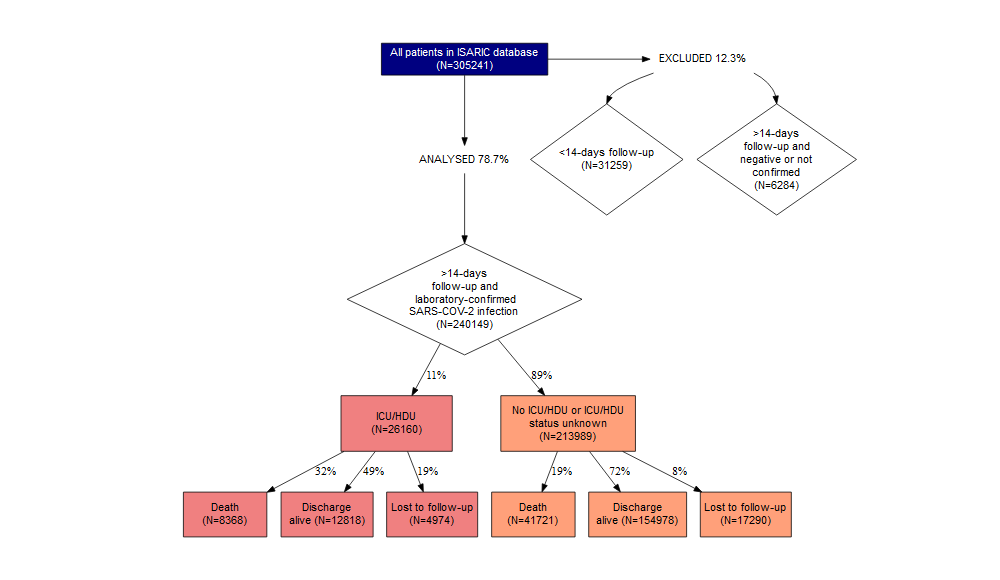 All patients in ISARIC database
(N=305241)
EXCLUDED 12.3%
<14-days follow-up
(N=31259)
>14-days
follow-up and
negative or not
confirmed
(N=6284)
ANALYSED 78.7%
>14-days
follow-up and
laboratory-confirmed
SARS-COV-2 infection
(N=240149)
11%
89%
ICU/HDU
(N=26160)
No ICU/HDU or ICU/HDU
status unknown
(N=213989)
32%
49%
19%
19%
72%
8%
Death
(N=8368)
Discharge
alive (N=12818)
Lost to follow-up
(N=4974)
Death
(N=41721)
Discharge
alive (N=154978)
Lost to follow-up
(N=17290)